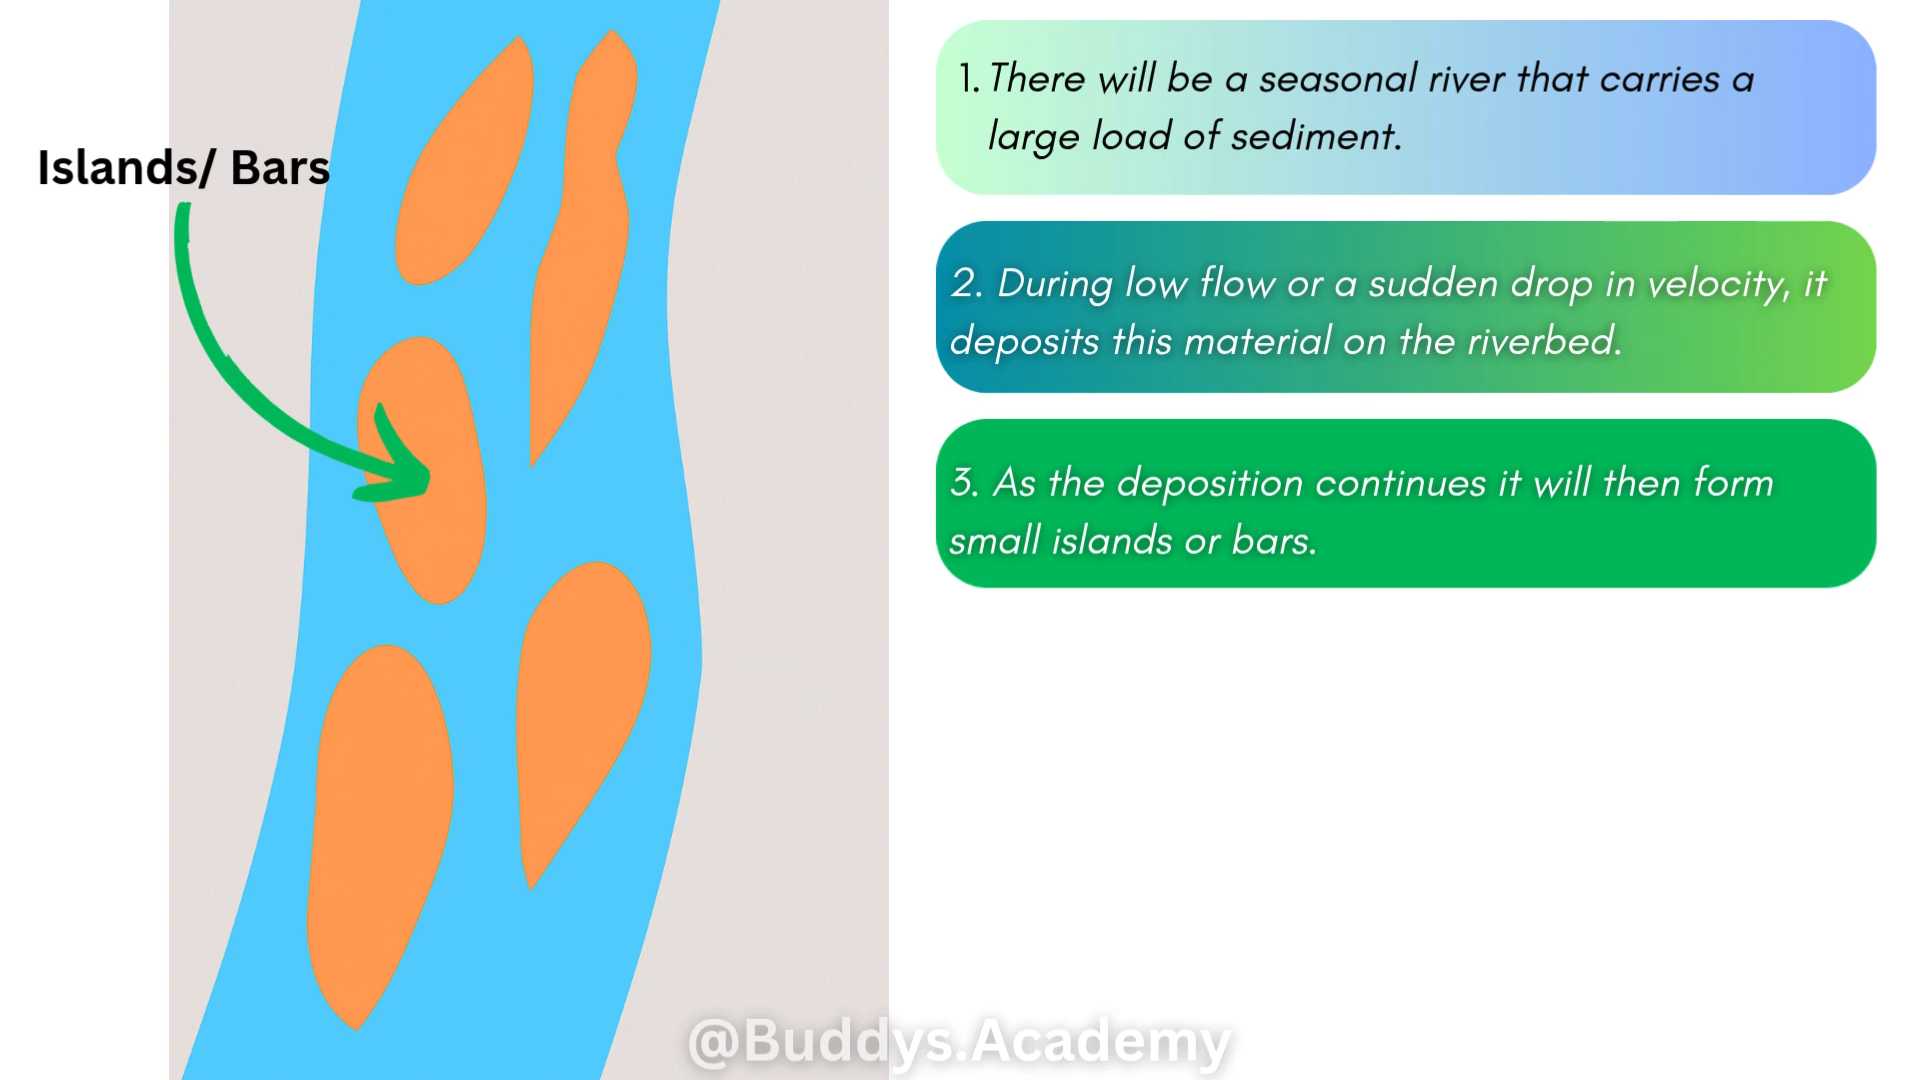 Islands/ Bars
1. There will be a seasonal river that carries a
large load of sediment.
2. During low flow or a sudden drop in velocity, it
deposits this material on the riverbed.
3. As the deposition continues it will then form
small islands or bars.
@Buddys.Academy